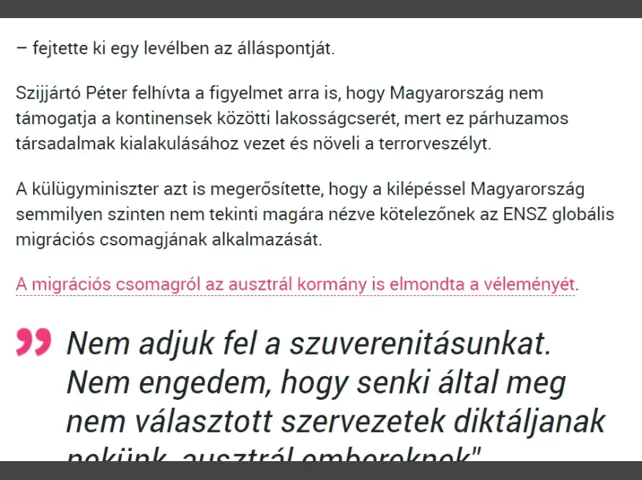 – fejtette ki egy levélben az álláspontját.
Szijjártó Péter felhívta a figyelmet arra is, hogy Magyarország nem
támogatja a kontinensek közötti lakosságcserét, mert ez párhuzamos
társadalmak kialakulásához vezet és növeli a terrorveszélyt.
A külügyminiszter azt is megerősítette, hogy a kilépéssel Magyarország
semmilyen szinten nem tekinti magára nézve kötelezőnek az ENSZ globális
migrációs csomagjának alkalmazását.
A migrációs csomagról az ausztrál kormány is elmondta a véleményét.
Nem adjuk fel a szuverenitásunkat.
Nem engedem, hogy senki által meg
nem választott szervezetek diktáljanak
nekünk, ausztrál embereknek"